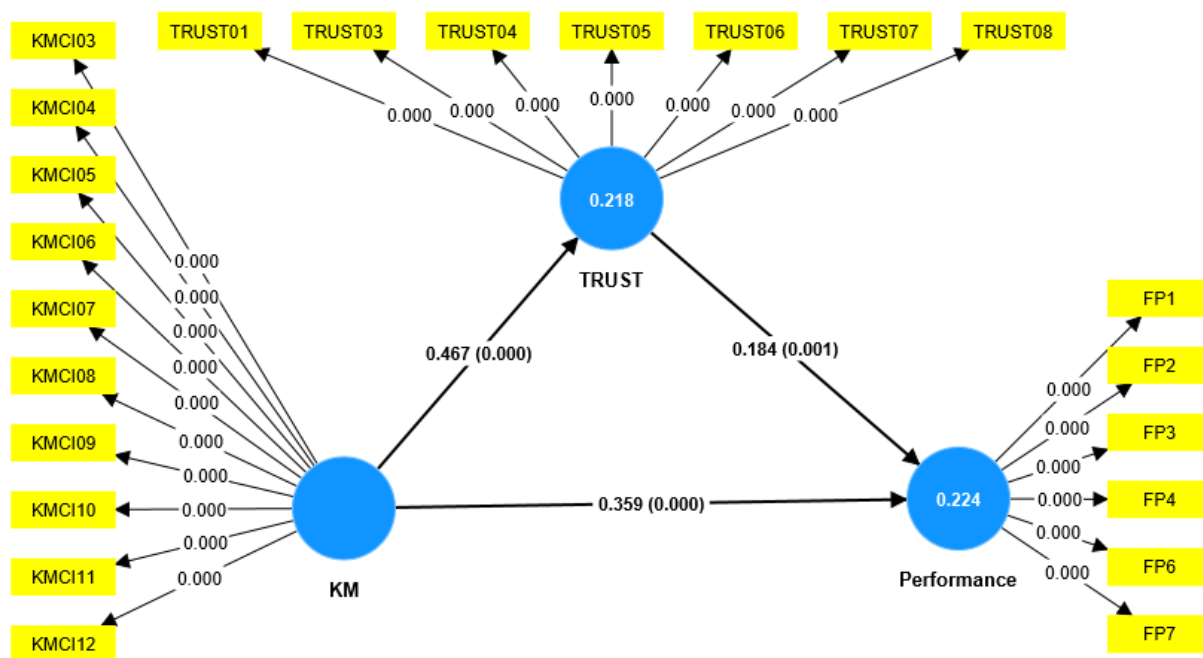 KMCI03
KMCI04
KMCI05
KMCI06
KMCI07
KMCI08
KMCI09
KMCI10
KMCI11
KMCI12
TRUST01
TRUST03
TRUST04
TRUST05
TRUST06
TRUST07
TRUST08
0.000
0.000
0.000
0.000
0.000
0.000
0.000
0.218
TRUST
0.000
0.000
0.000
0.000
0.000
0.000
0.000
0.000
0.000
0.000
KM
0.467 (0.000)
0.184 (0.001)
0.359 (0.000)
0.224
Performance
0.000
0.000
0.000
0.000
0.000
0.000
FP1
FP2
FP3
FP4
FP6
FP7